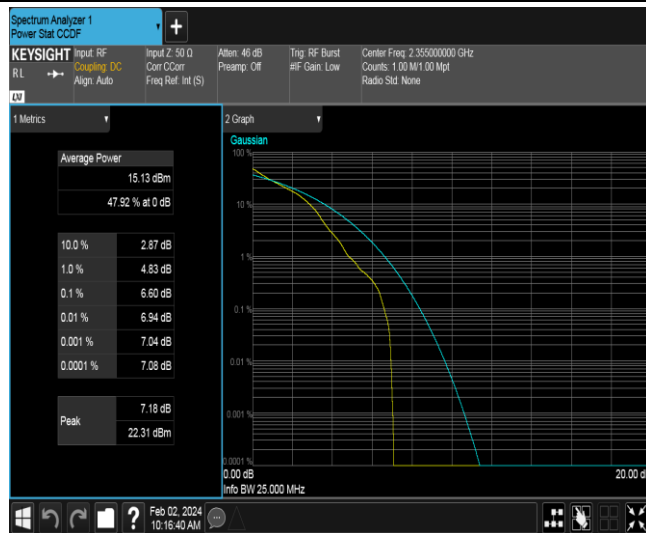 Spectrum Analyzer 1
Power Stat CCDF
KEYSIGHT
RL
Input: RF
Coupling: DC
Align: Auto
Input Z: 50 Ω
Corr CCorr
Freq Ref: Int (S)
Atten: 46 dB
Preamp: Off
Trig: RF Burst
#IF Gain: Low
Center Freq: 2.355000000 GHz
Counts: 1.00 M/1.00 Mpt
Radio Std: None
1 Metrics
Average Power
15.13 dBm
47.92 % at 0 dB
10.0 % 2.87 dB
1.0 % 4.83 dB
0.1 % 6.60 dB
0.01 % 6.94 dB
0.001 % 7.04 dB
0.0001 % 7.08 dB
Peak
7.18 dB
22.31 dBm
2 Graph
Gaussian
100 %
10 %
1 %
0.1 %
0.01 %
0.001 %
0.0001 %
0.00 dB
20.00 d
Info BW 25.000 MHz
Feb 02, 2024
10:16:40 AM